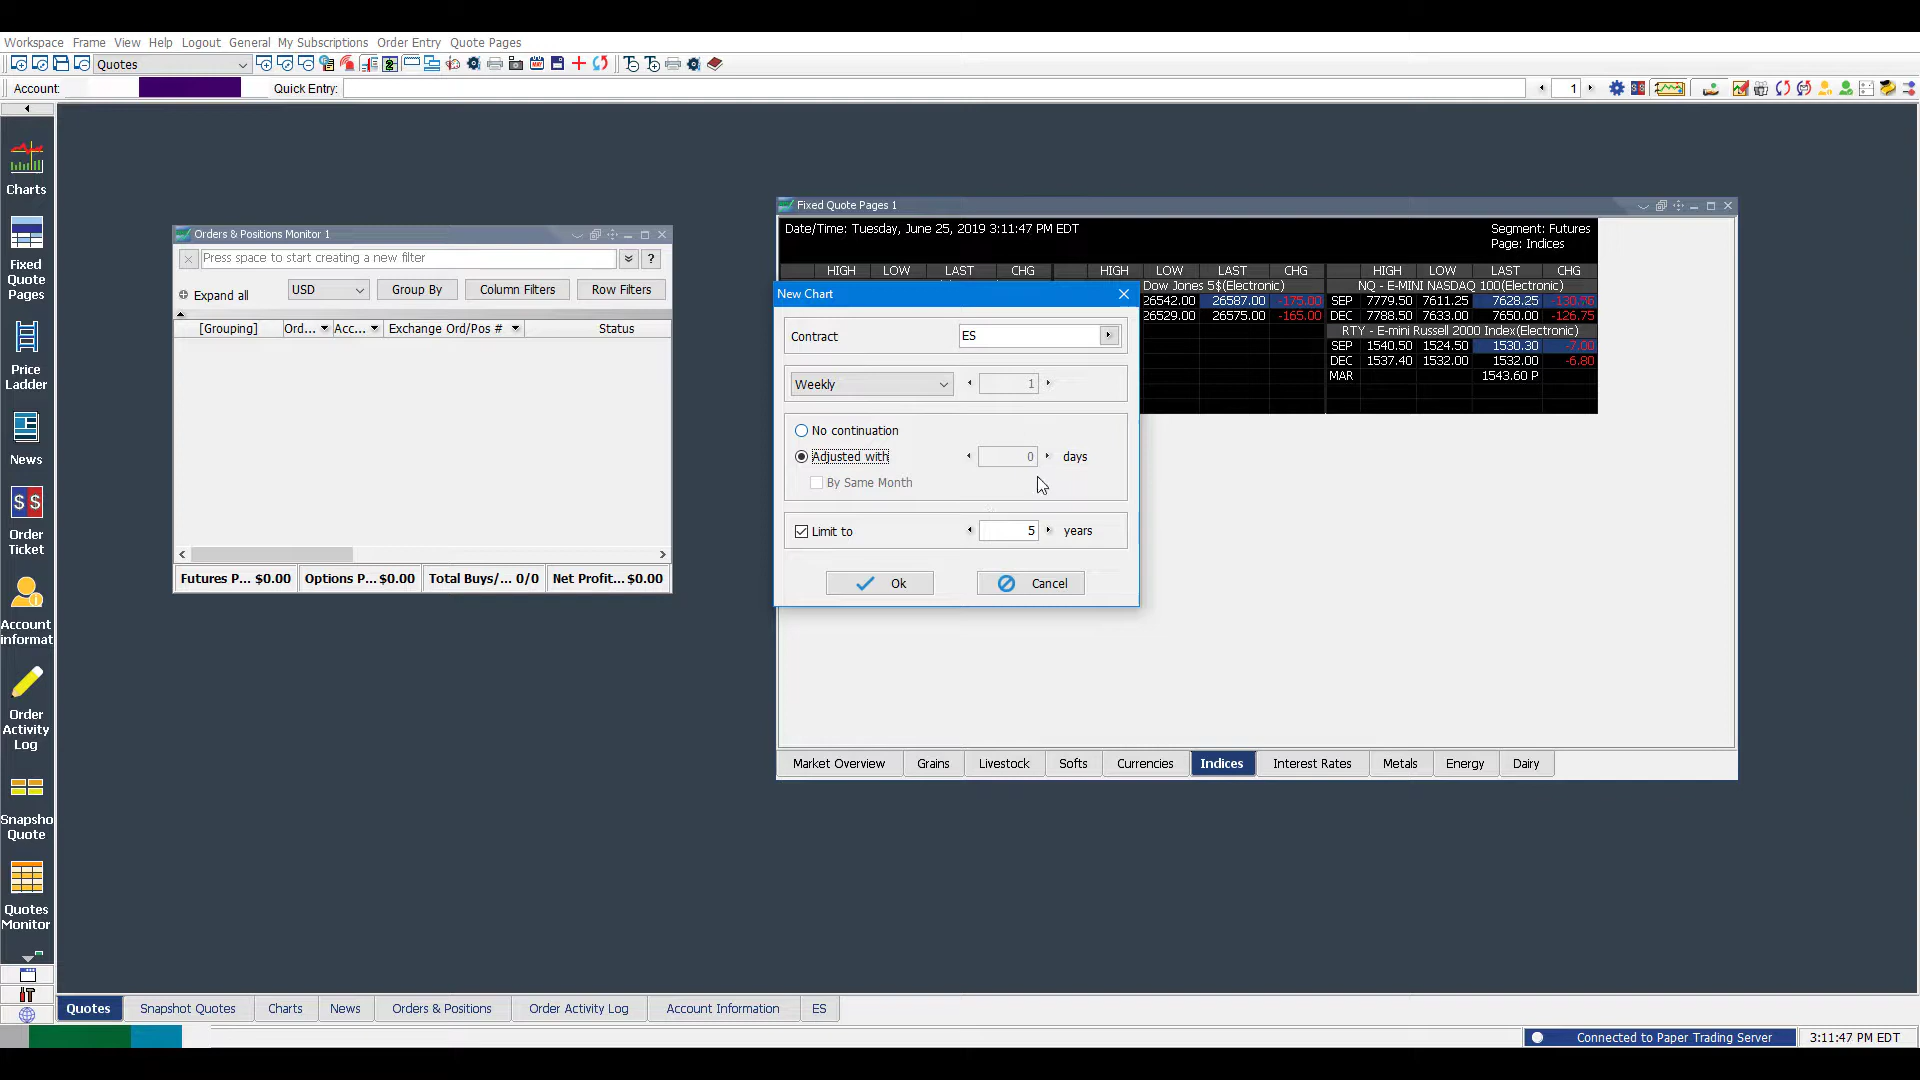 Workspace Frame View Help Logout General My Subscriptions Order Entry Quote Pages
Quotes
Account: Quick Entry: 1
Charts
Fixed
Quote
Pages
Price
Ladder
News
$ $
Order
Ticket
Account
informat
Order
Activity
Log
Snapsho
Quote
Quotes
Monitor
Orders & Positions Monitor 1
Press space to start creating a new filter ?
Expand all USD Group By Column Filters Row Filters
[Grouping] Ord... Acc... Exchange Ord/Pos # Status
Futures P... $0.00 Options P... $0.00 Total Buys/... 0/0 Net Profit... $0.00
Fixed Quote Pages 1
Date/Time: Tuesday, June 25, 2019 3:11:47 PM EDT Segment: Futures
Page: Indices
HIGH LOW LAST CHG HIGH LOW LAST CHG HIGH LOW LAST CHG
Dow Jones 5$(Electronic) NQ - E-MINI NASDAQ 100(Electronic)
26542.00 26587.00 -175.00 SEP 7779.50 7611.25 7628.25 -130.75
26529.00 26575.00 -165.00 DEC 7788.50 7633.00 7650.00 -126.75
RTY - E-mini Russell 2000 Index(Electronic)
SEP 1540.50 1524.50 1530.30 -7.00
DEC 1537.40 1532.00 1532.00 -6.80
MAR 1543.60 P
New Chart
Contract ES
Weekly 1
No continuation
Adjusted with 0 days
By Same Month
Limit to 5 years
Ok Cancel
Market Overview Grains Livestock Softs Currencies Indices Interest Rates Metals Energy Dairy
Quotes Snapshot Quotes Charts News Orders & Positions Order Activity Log Account Information ES
Connected to Paper Trading Server 3:11:47 PM EDT